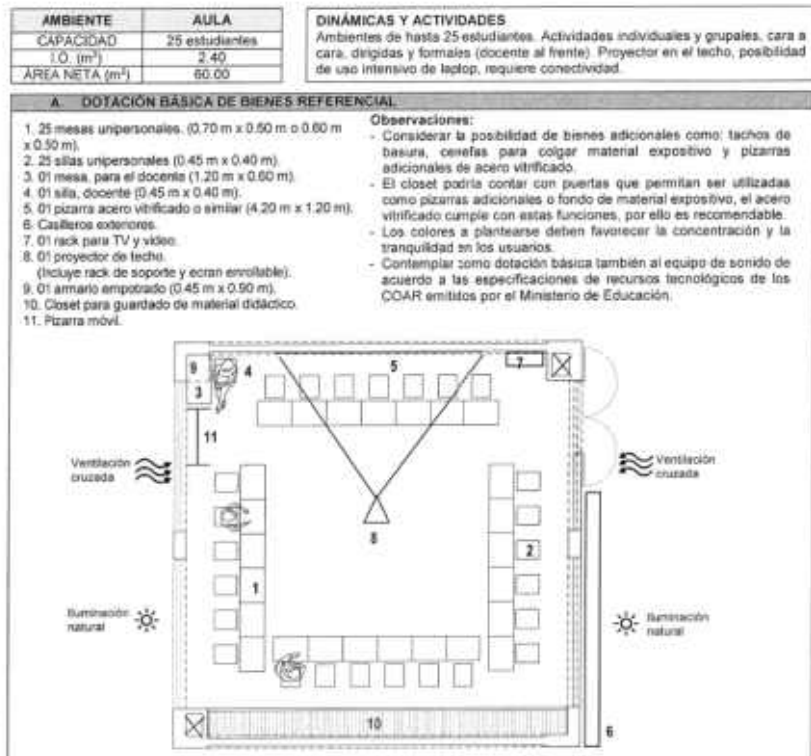 AMBIENTE AULA
CAPACIDAD 25 estudiantes
I.O. (m²) 2.40
ÁREA NETA (m²) 60.00
DINÁMICAS Y ACTIVIDADES
Ambientes de hasta 25 estudiantes. Actividades individuales y grupales, cara a
cara, dirigidas y formales (docente al frente). Proyector en el techo, posibilidad
de uso intensivo de laptop, requiere conectividad.
A. DOTACIÓN BÁSICA DE BIENES REFERENCIAL
1. 25 mesas unipersonales. (0.70 m x 0.50 m o 0.60 m
x 0.50 m).
2. 25 sillas unipersonales (0.45 m x 0.40 m).
3. 01 mesa, para el docente (1.20 m x 0.60 m).
4. 01 silla, docente (0.45 m x 0.40 m).
5. 01 pizarra acero vitrificado o similar (4.20 m x 1.20 m).
6. Casilleros exteriores.
7. 01 rack para TV y video.
8. 01 proyector de techo.
(Incluye rack de soporte y ecran enrollable).
9. 01 armario empotrado (0.45 m x 0.90 m).
10. Closet para guardado de material didáctico.
11. Pizarra móvil.
Observaciones:
- Considerar la posibilidad de bienes adicionales como: tachos de
basura, cenefas para colgar material expositivo y pizarras
adicionales de acero vitrificado.
- El closet podría contar con puertas que permitan ser utilizadas
como pizarras adicionales o fondo de material expositivo, el acero
vitrificado cumple con estas funciones, por ello es recomendable.
- Los colores a plantearse deben favorecer la concentración y la
tranquilidad en los usuarios.
- Contemplar como dotación básica también al equipo de sonido de
acuerdo a las especificaciones de recursos tecnológicos de los
COAR emitidos por el Ministerio de Educación.
9
4
5
7
3
11
Ventilación
cruzada
Ventilación
cruzada
8
2
1
Iluminación
natural
Iluminación
natural
10
6